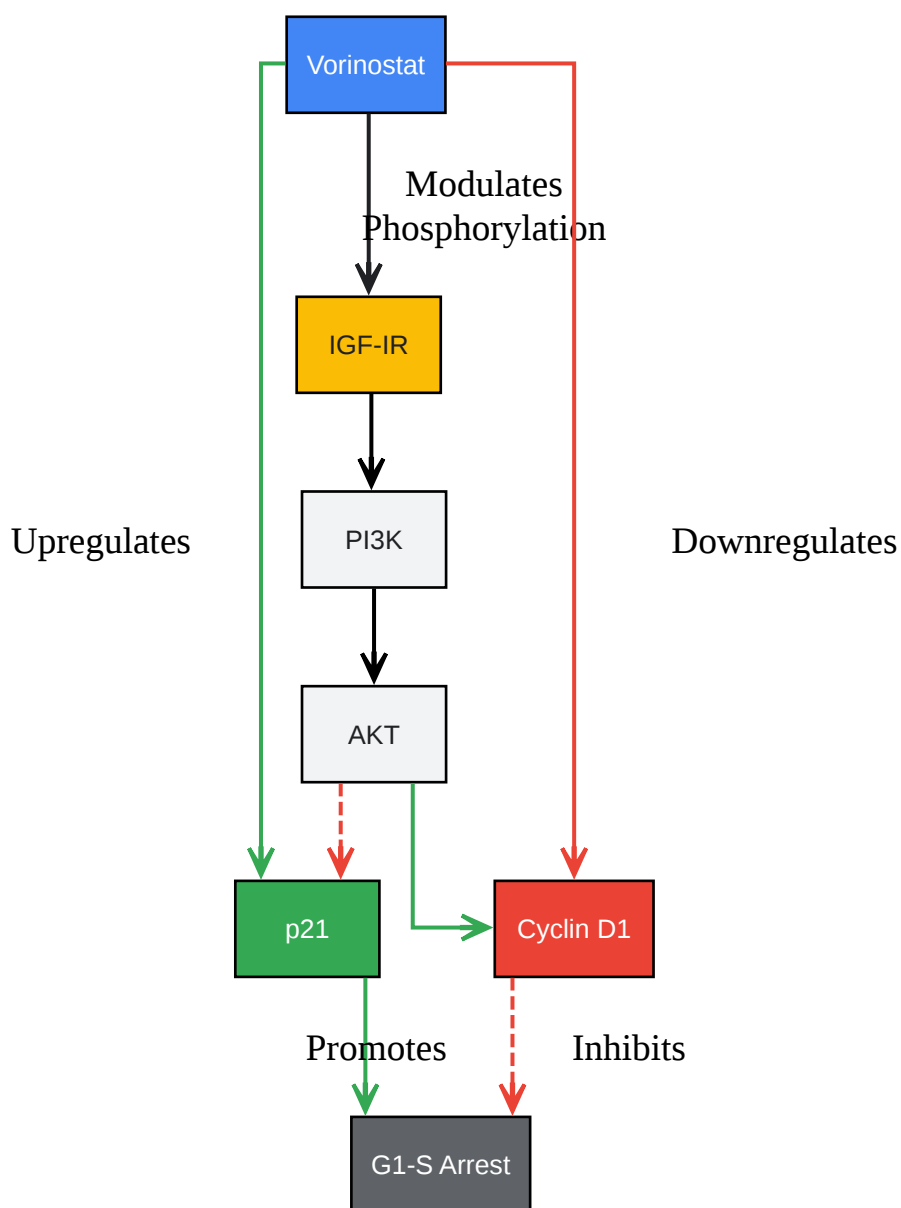 Vorinostat
Modulates
Phosphorylation
IGF-IR
PI3K
Upregulates
Downregulates
AKT
p21
Cyclin D1
Promotes
Inhibits
G1-S Arrest